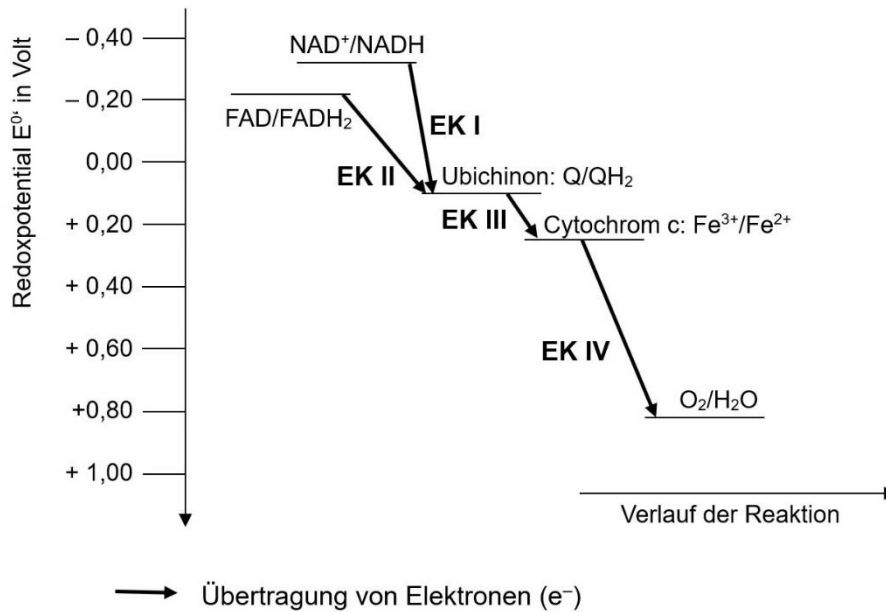 Redoxpotential E⁰' in Volt
– 0,40
– 0,20
0,00
+ 0,20
+ 0,40
+ 0,60
+0,80
+ 1,00
NAD⁺/NADH
FAD/FADH₂
EK I
EK II
Ubichinon: Q/QH₂
EK III
Cytochrom c: Fe³⁺/Fe²⁺
EK IV
O₂/H₂O
Verlauf der Reaktion
Übertragung von Elektronen (e⁻)